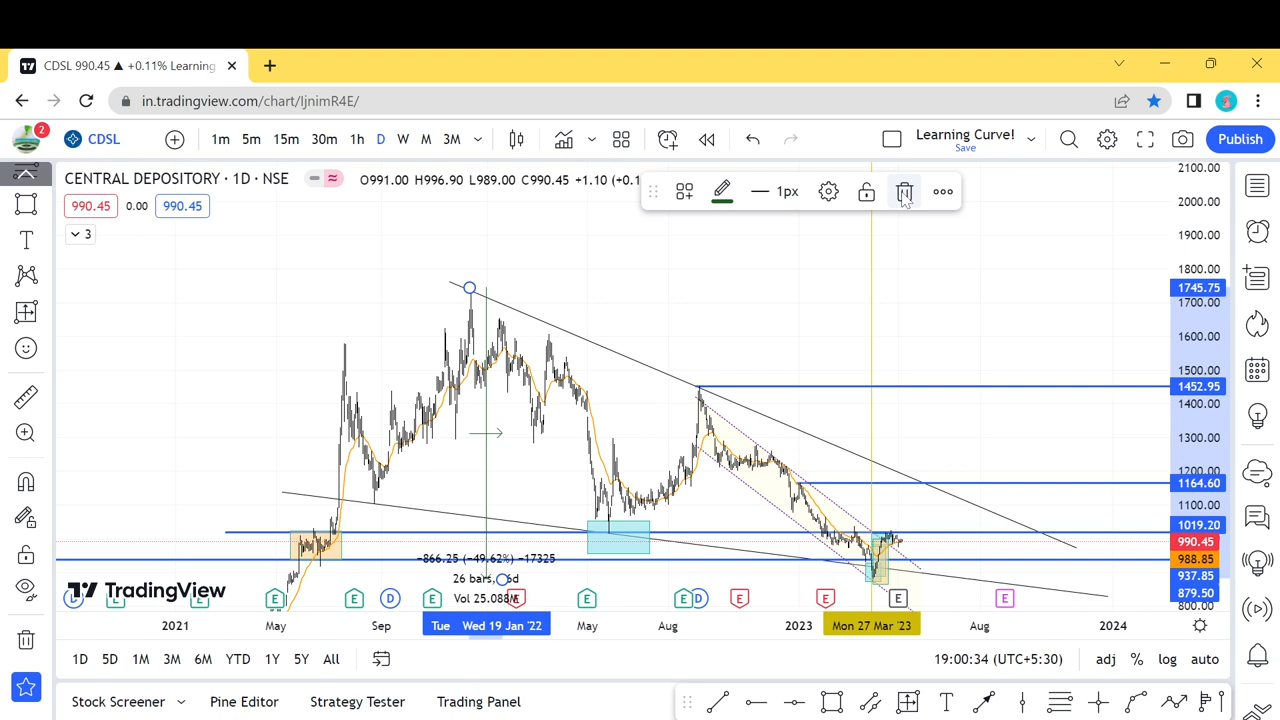 CDSL 990.45 ▲ +0.11% Learning
in.tradingview.com/chart/IjnimR4E/
2
CDSL
1m 5m 15m 30m 1h D W M 3M
Learning Curve!
Save
Publish
CENTRAL DEPOSITORY · 1D · NSE
O991.00 H996.90 L989.00 C990.45 +1.10 (+0.1
1px
990.45 0.00 990.45
3
2100.00
2000.00
1900.00
1800.00
1745.75
1700.00
1600.00
1500.00
1452.95
1400.00
1300.00
1200.00
1164.60
1100.00
1019.20
990.45
988.85
937.85
879.50
800.00
-866.25 (-49.62%) -17325
26 bars,
Vol 25.088M
TradingView
D E E E E D E E E E D E E E E
2021 May Sep Tue Wed 19 Jan '22 May Aug 2023 Mon 27 Mar '23 Aug 2024
1D 5D 1M 3M 6M YTD 1Y 5Y All
19:00:34 (UTC+5:30) adj % log auto
Stock Screener Pine Editor Strategy Tester Trading Panel